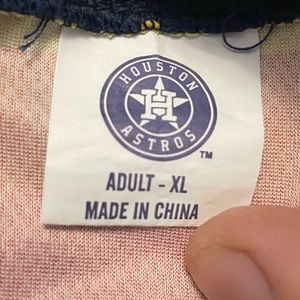 HOUSTON
H
ASTROS
™
ADULT - XL
MADE IN CHINA